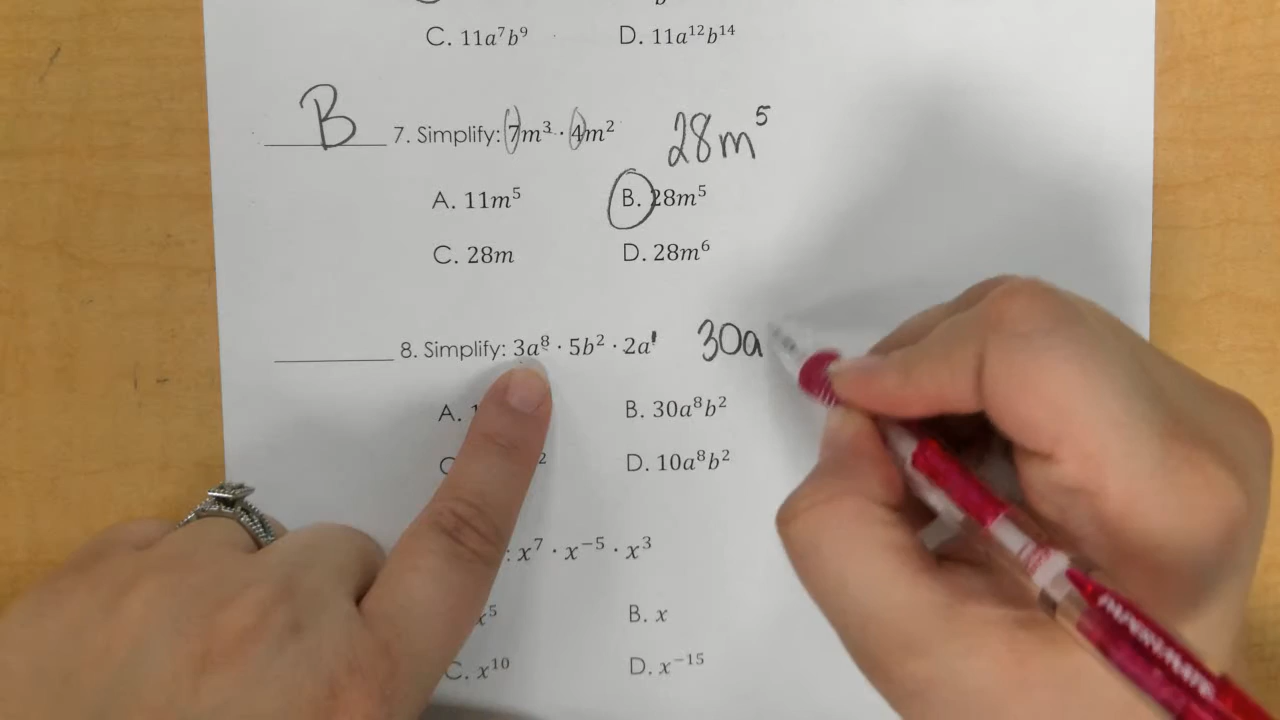 C. 11a⁷b⁹ D. 11a¹²b¹⁴
B 7. Simplify: 7m³ · 4m² 28m⁵
A. 11m⁵ B. 28m⁵
C. 28m D. 28m⁶
8. Simplify: 3a⁸ · 5b² · 2a¹ 30a
A. B. 30a⁸b²
D. 10a⁸b²
: x⁷ · x⁻⁵ · x³
x⁵ B. x
C. x¹⁰ D. x⁻¹⁵